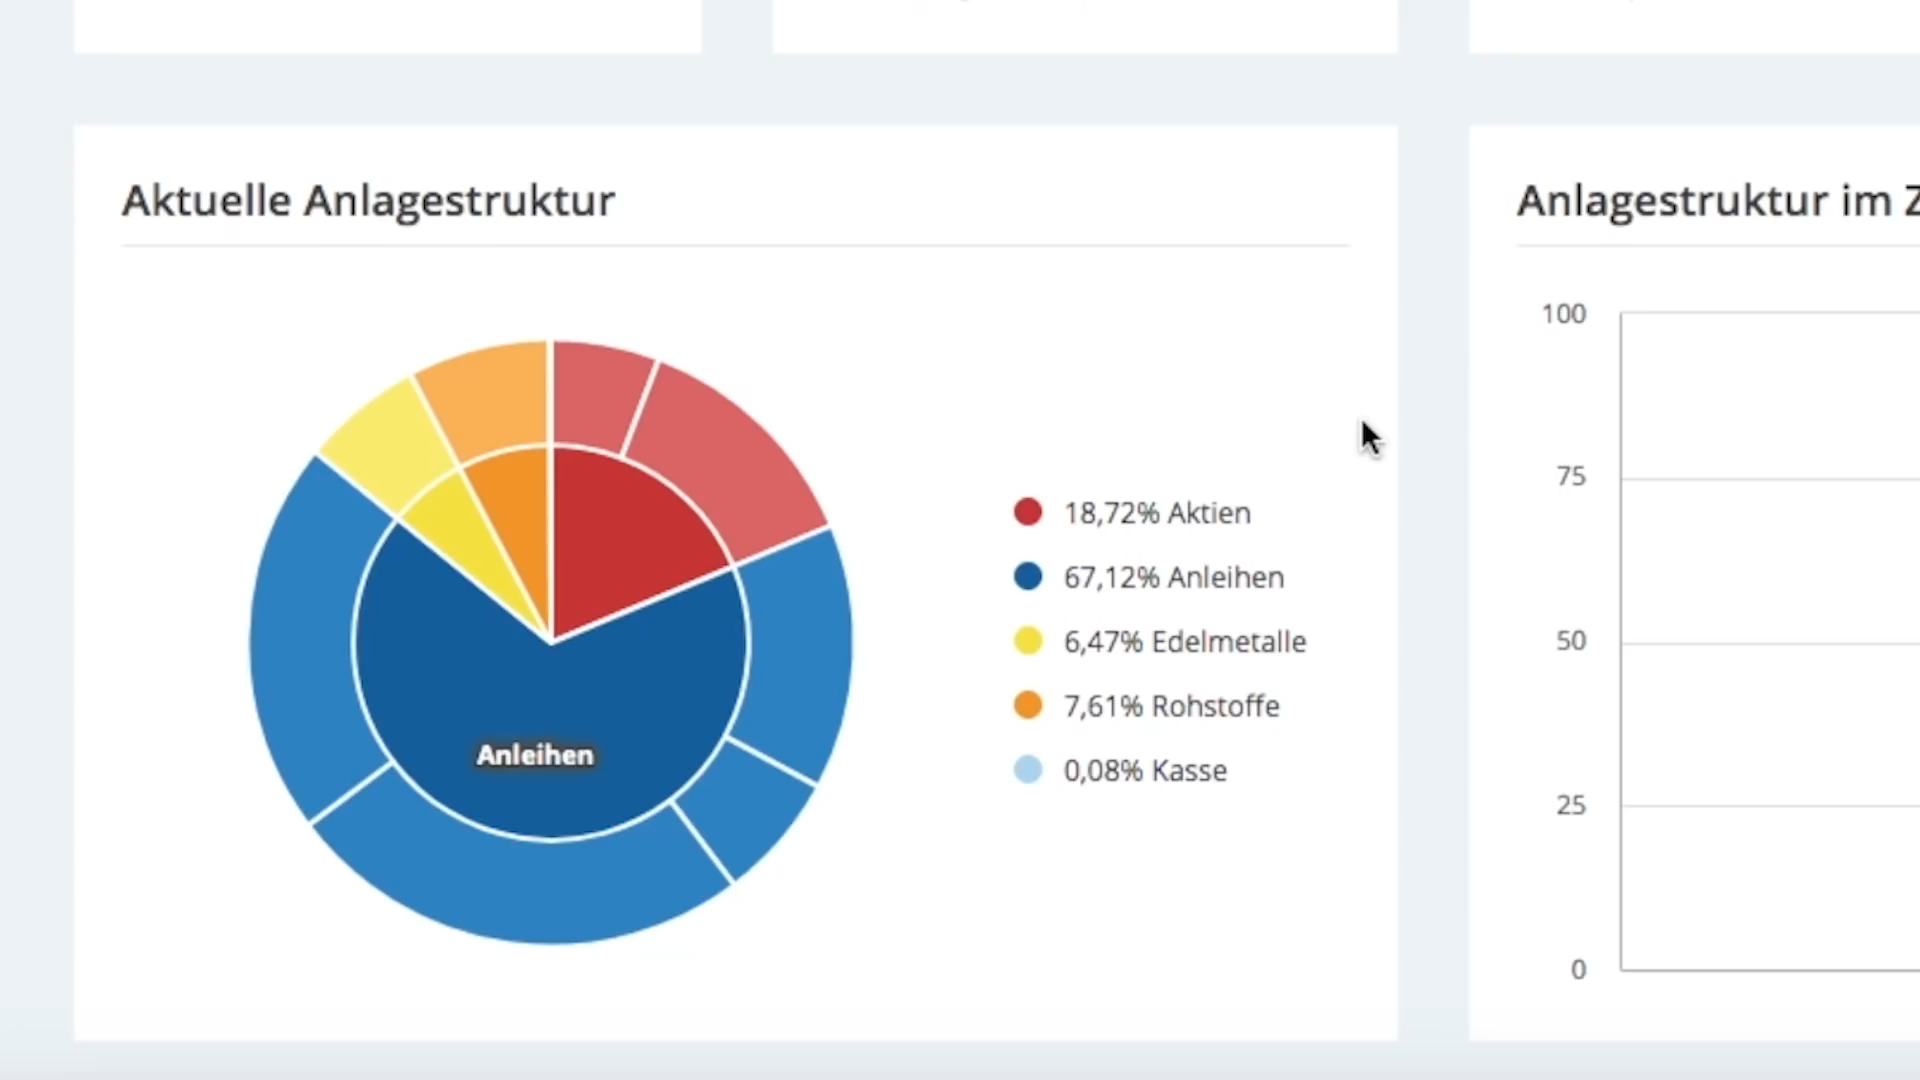 Aktuelle Anlagestruktur
Anleihen
18,72% Aktien
67,12% Anleihen
6,47% Edelmetalle
7,61% Rohstoffe
0,08% Kasse
Anlagestruktur im
100
75
50
25
0